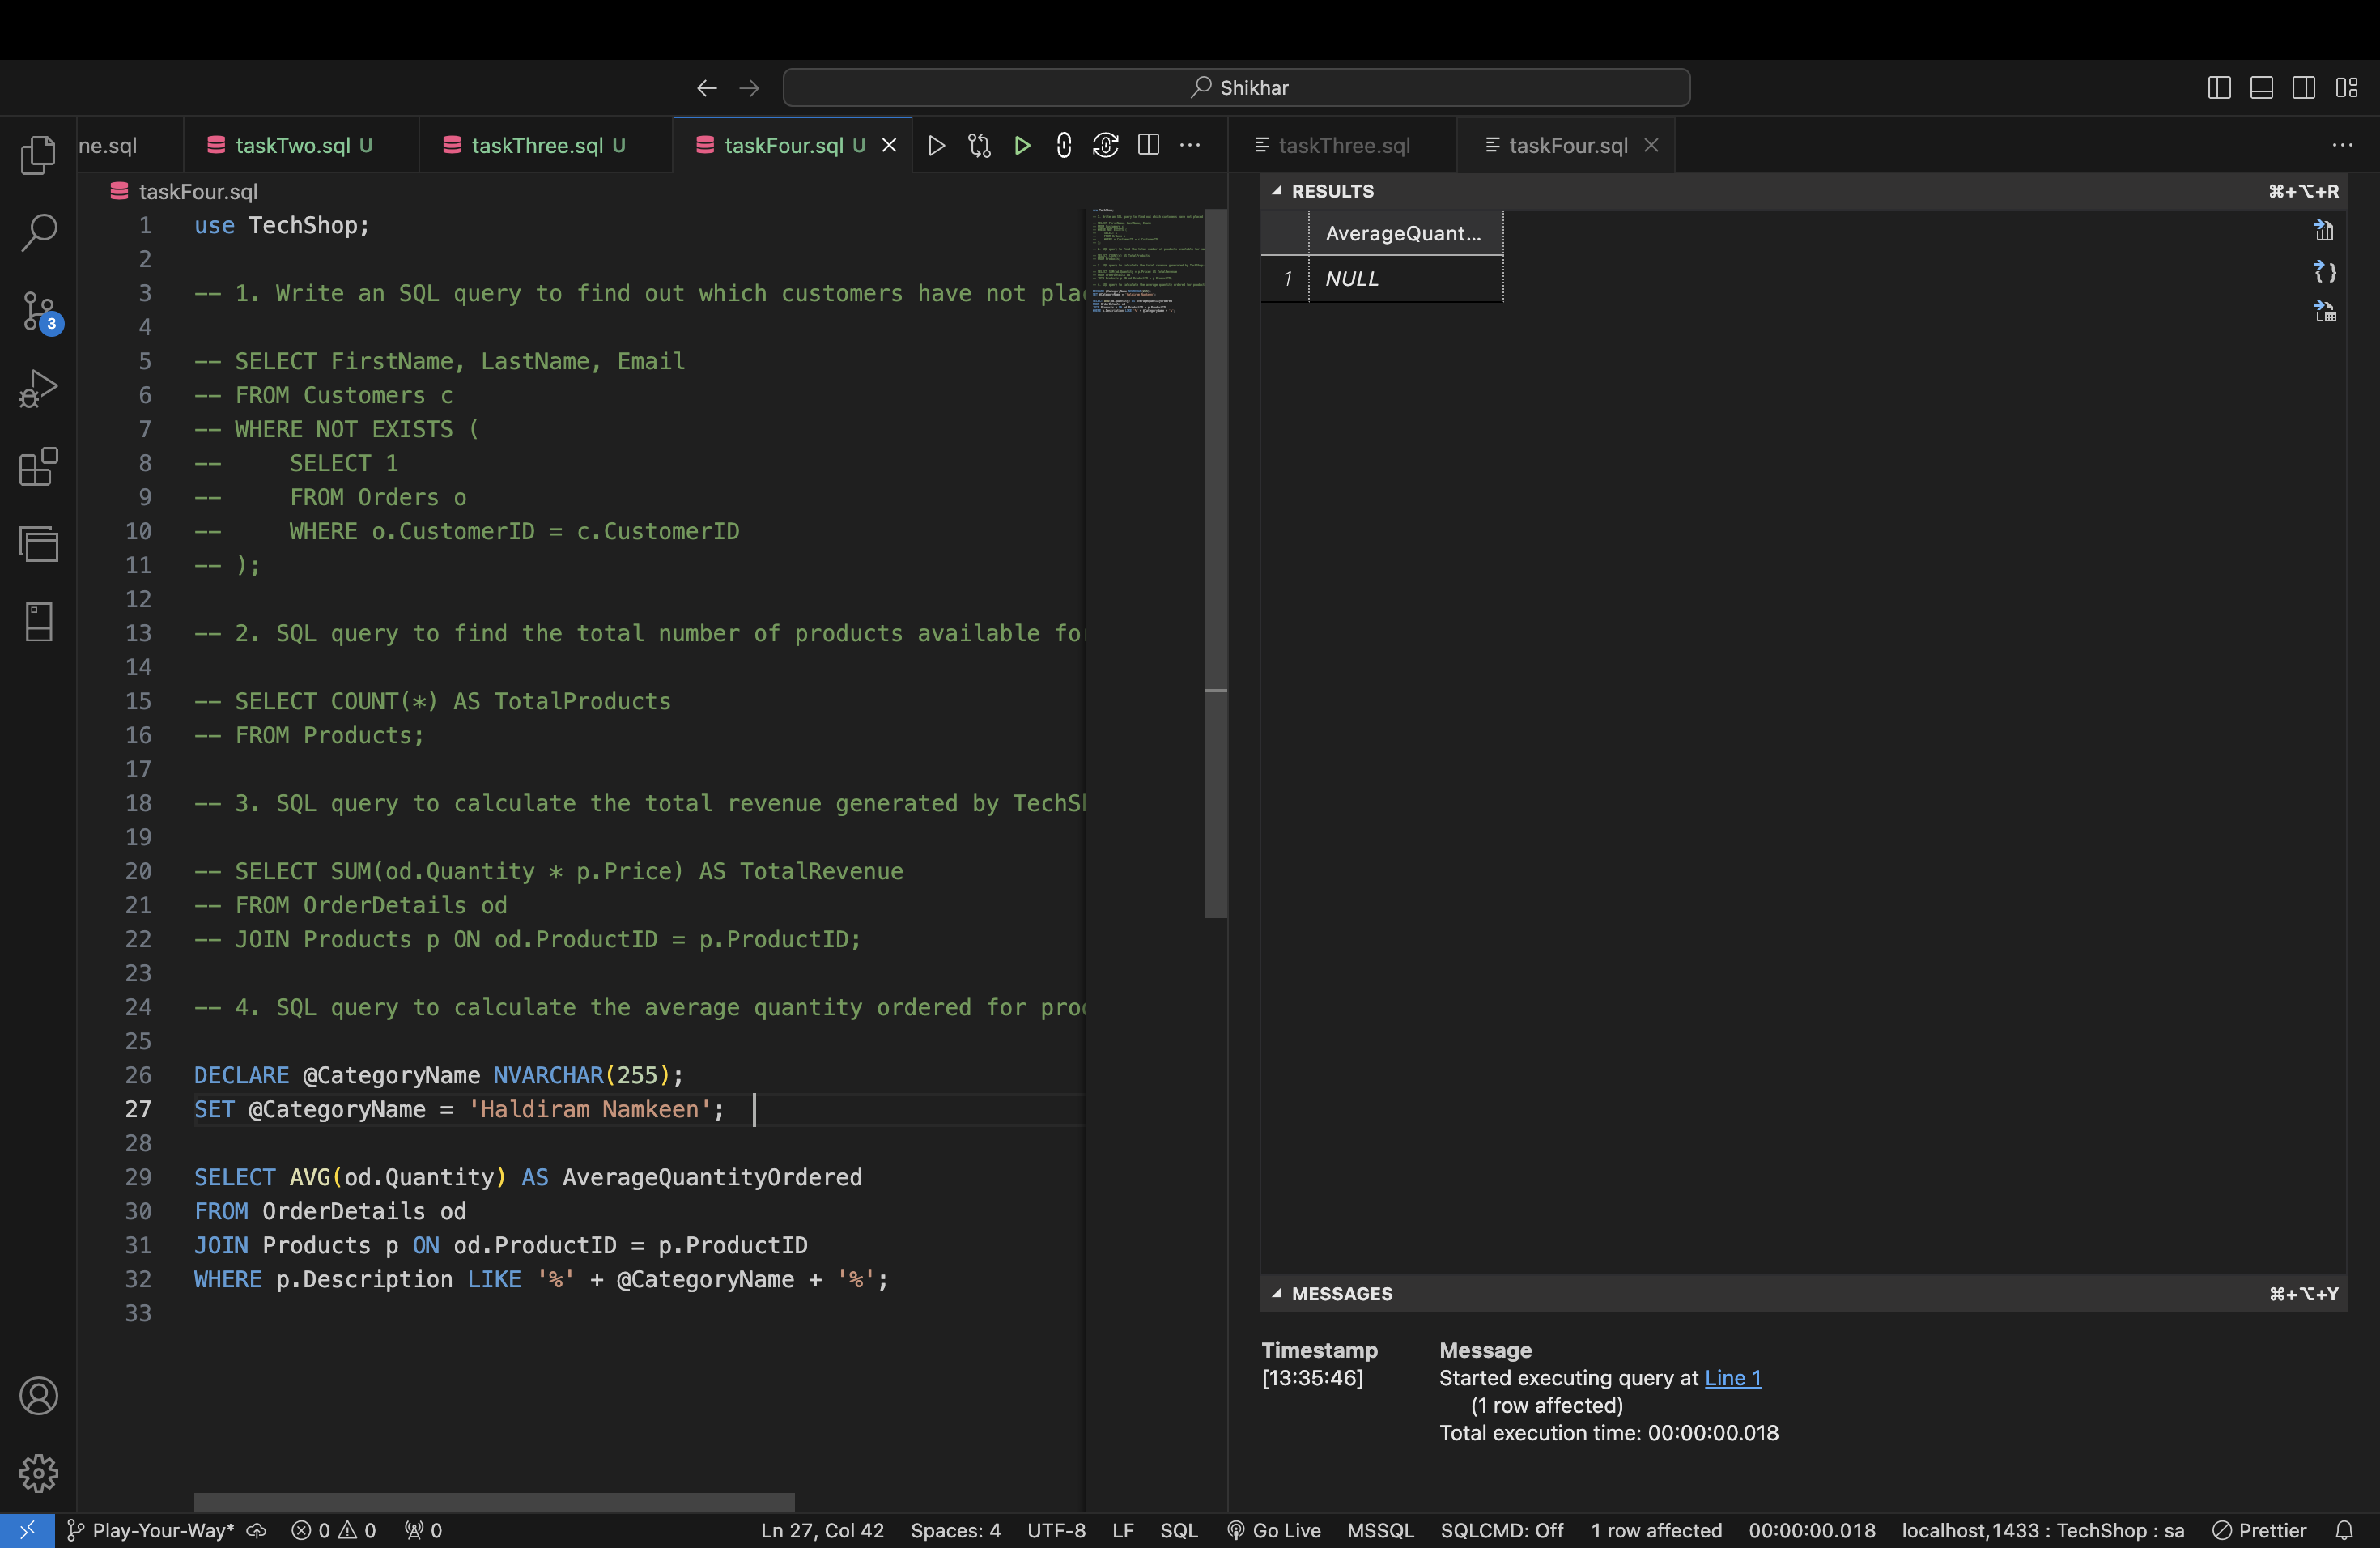 Shikhar
ne.sql
taskTwo.sql U
taskThree.sql U
taskFour.sql U
taskThree.sql
taskFour.sql
taskFour.sql
1 use TechShop;
2
3 -- 1. Write an SQL query to find out which customers have not pla
4
5 -- SELECT FirstName, LastName, Email
6 -- FROM Customers c
7 -- WHERE NOT EXISTS (
8 --     SELECT 1
9 --     FROM Orders o
10 --     WHERE o.CustomerID = c.CustomerID
11 -- );
12
13 -- 2. SQL query to find the total number of products available fo
14
15 -- SELECT COUNT(*) AS TotalProducts
16 -- FROM Products;
17
18 -- 3. SQL query to calculate the total revenue generated by TechSh
19
20 -- SELECT SUM(od.Quantity * p.Price) AS TotalRevenue
21 -- FROM OrderDetails od
22 -- JOIN Products p ON od.ProductID = p.ProductID;
23
24 -- 4. SQL query to calculate the average quantity ordered for pro
25
26 DECLARE @CategoryName NVARCHAR(255);
27 SET @CategoryName = 'Haldiram Namkeen';
28
29 SELECT AVG(od.Quantity) AS AverageQuantityOrdered
30 FROM OrderDetails od
31 JOIN Products p ON od.ProductID = p.ProductID
32 WHERE p.Description LIKE '%' + @CategoryName + '%';
33
3
RESULTS ⌘+⌥+R
AverageQuant...
1 NULL
MESSAGES ⌘+⌥+Y
Timestamp Message
[13:35:46] Started executing query at Line 1
(1 row affected)
Total execution time: 00:00:00.018
Play-Your-Way* 0 0 0 Ln 27, Col 42 Spaces: 4 UTF-8 LF SQL Go Live MSSQL SQLCMD: Off 1 row affected 00:00:00.018 localhost,1433 : TechShop : sa Prettier